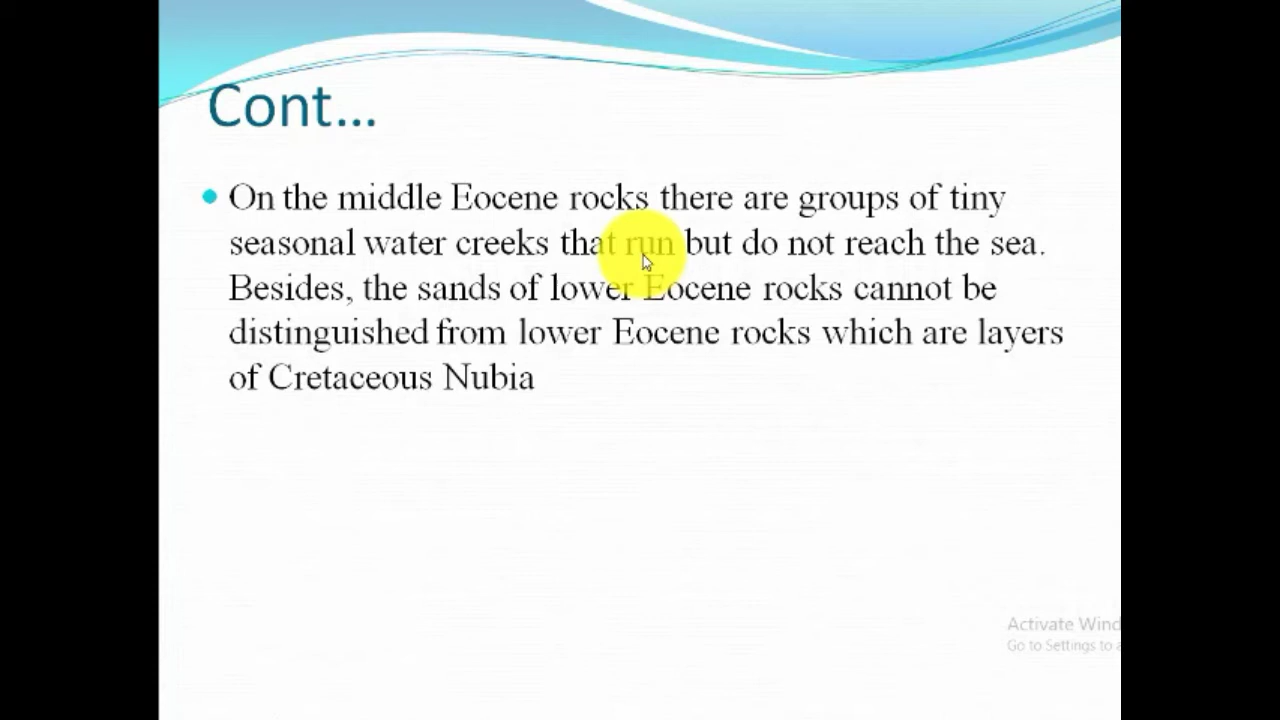 Cont...
On the middle Eocene rocks there are groups of tiny
seasonal water creeks that run but do not reach the sea.
Besides, the sands of lower Eocene rocks cannot be
distinguished from lower Eocene rocks which are layers
of Cretaceous Nubia
Activate Wind
Go to Settings to a